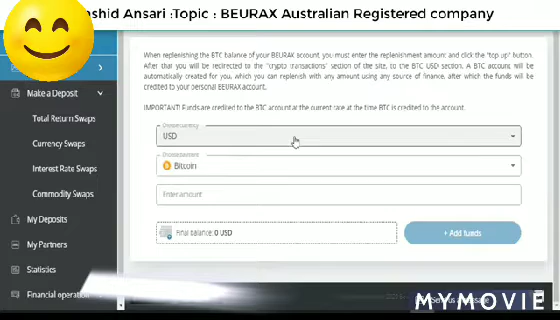 ashid Ansari :Topic : BEURAX Australian Registered company
When replenishing the BTC balance of your BEURAX account, you must enter the replenishment amount and click the "top up" button.
After that you will be redirected to the "crypto transactions" section of the site, to the BTC USD section. A BTC account will be
automatically created for you, which you can replenish with any amount using any source of finance, after which the funds will be
credited to your personal BEURAX account.
IMPORTANT! Funds are credited to the BTC account at the current rate at the time BTC is credited to the account.
Make a Deposit
Total Return Swaps
Currency Swaps
Interest Rate Swaps
Commodity Swaps
My Deposits
My Partners
Statistics
Financial operation
USD
Bitcoin
Enter amount
Final balance: 0 USD
+ Add funds
MYMOVIE